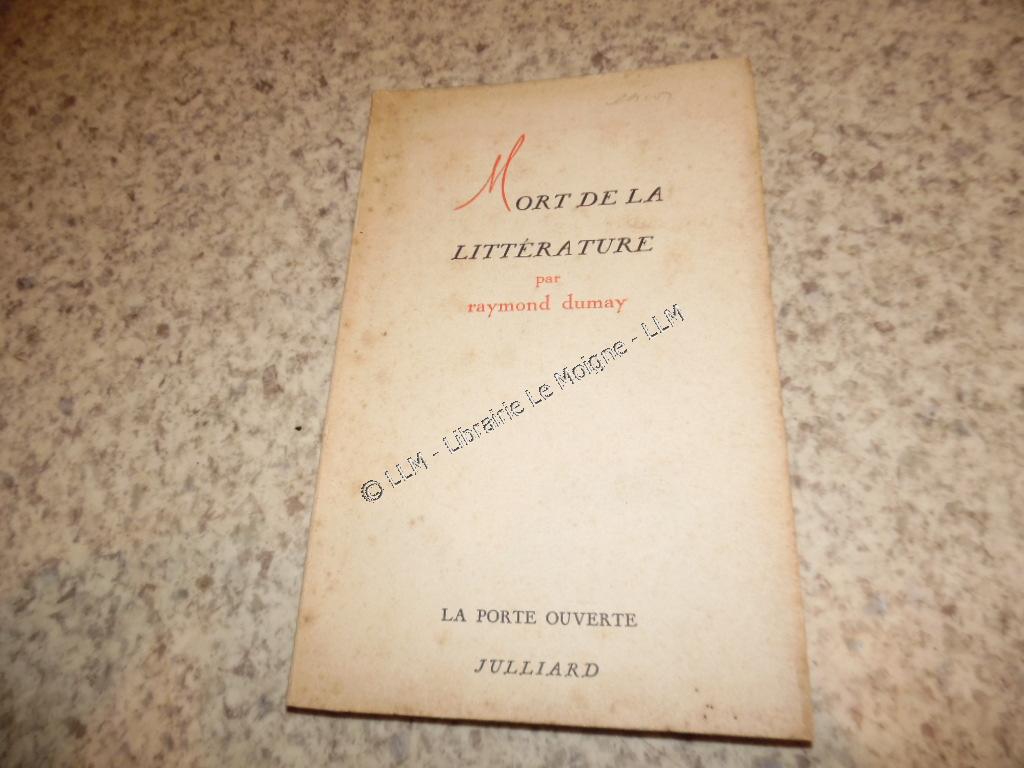 MORT DE LA
LITTÉRATURE
par
raymond dumay
© LLM - Librairie Le Moigne - LLM
LA PORTE OUVERTE
JULLIARD